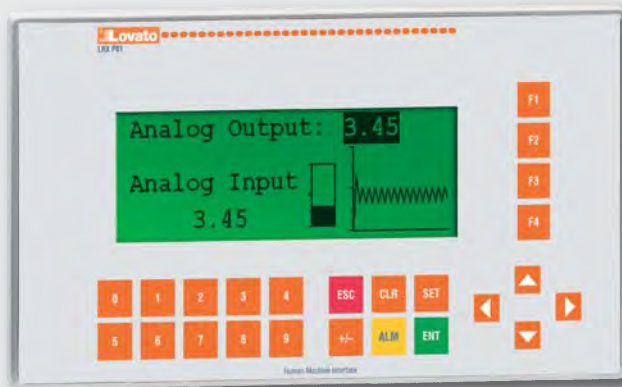 Lovato
LRX P01
Analog Output: 3.45
Analog Input
3.45
F1
F2
F3
F4
0 1 2 3 4 ESC CLR SET
5 6 7 8 9 +/- ALM ENT
Human Machine Interface